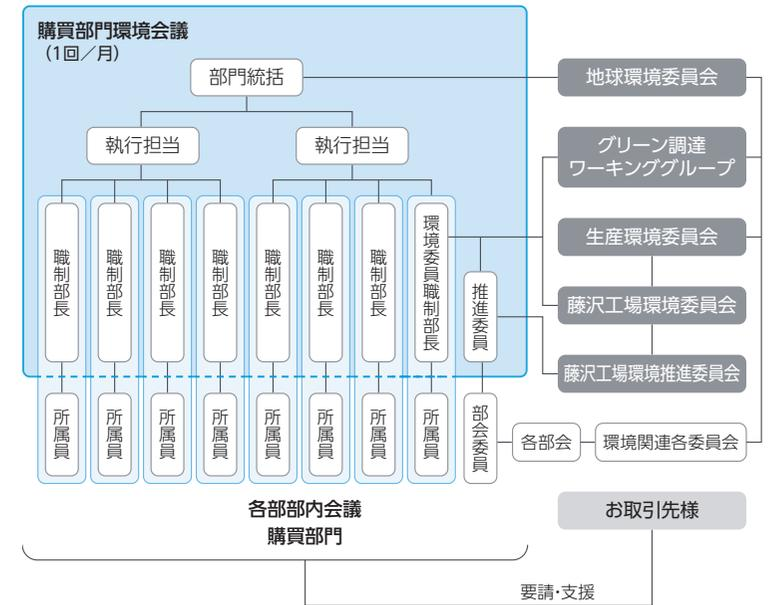 購買部門環境会議
（1回／月）
部門統括
地球環境委員会
執行担当
執行担当
グリーン調達
ワーキンググループ
生産環境委員会
藤沢工場環境委員会
藤沢工場環境推進委員会
職制部長
職制部長
職制部長
職制部長
職制部長
職制部長
職制部長
環境委員職制部長
推進委員
所属員
所属員
所属員
所属員
所属員
所属員
所属員
所属員
部会委員
各部会
環境関連各委員会
各部部内会議
購買部門
お取引先様
要請・支援